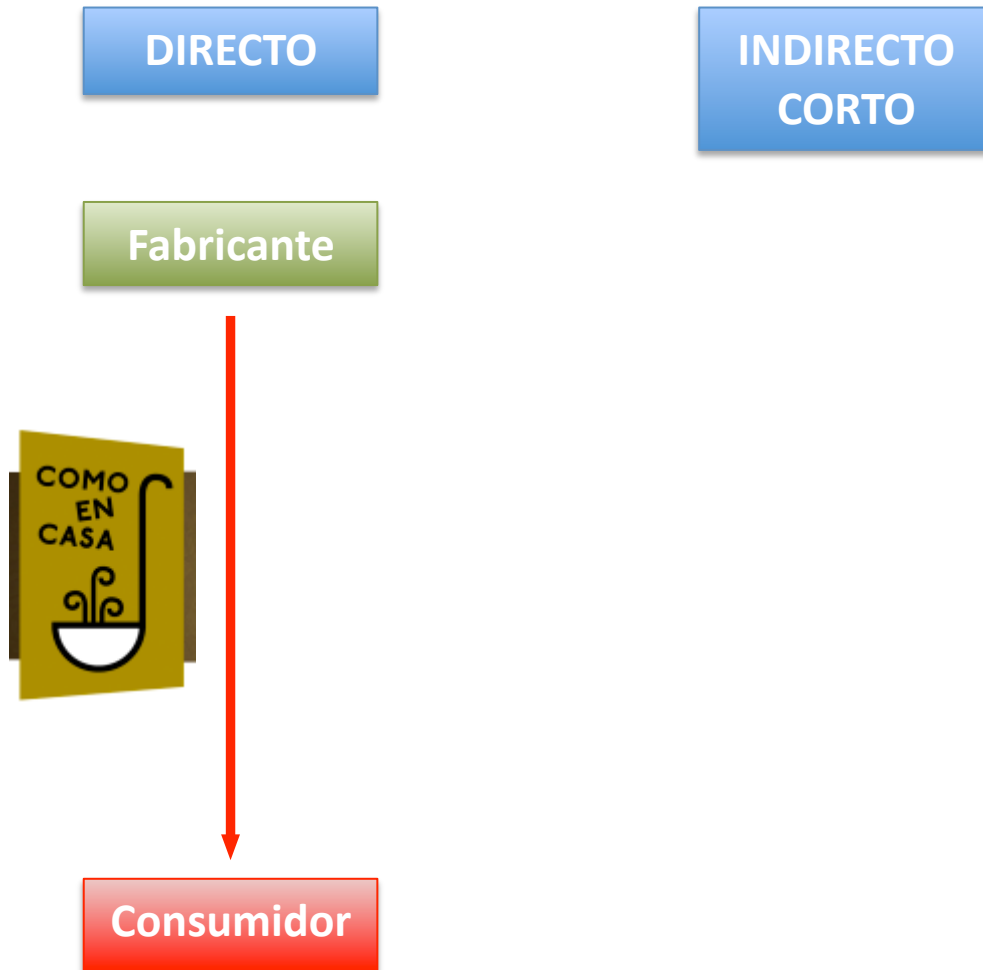 DIRECTO
INDIRECTO
CORTO
Fabricante
COMO
EN
CASA
Consumidor